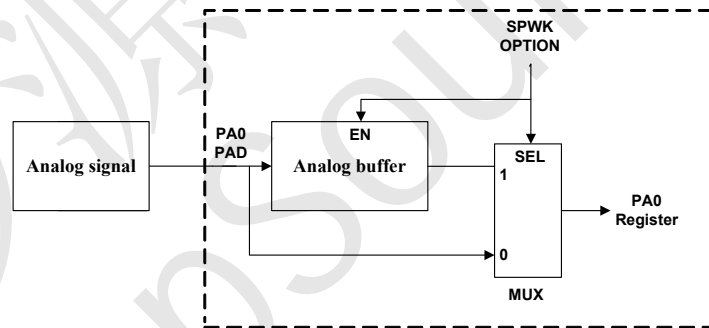 SPWK
OPTION
PA0
PAD
EN
SEL
Analog signal
Analog buffer
1
PA0
Register
0
MUX